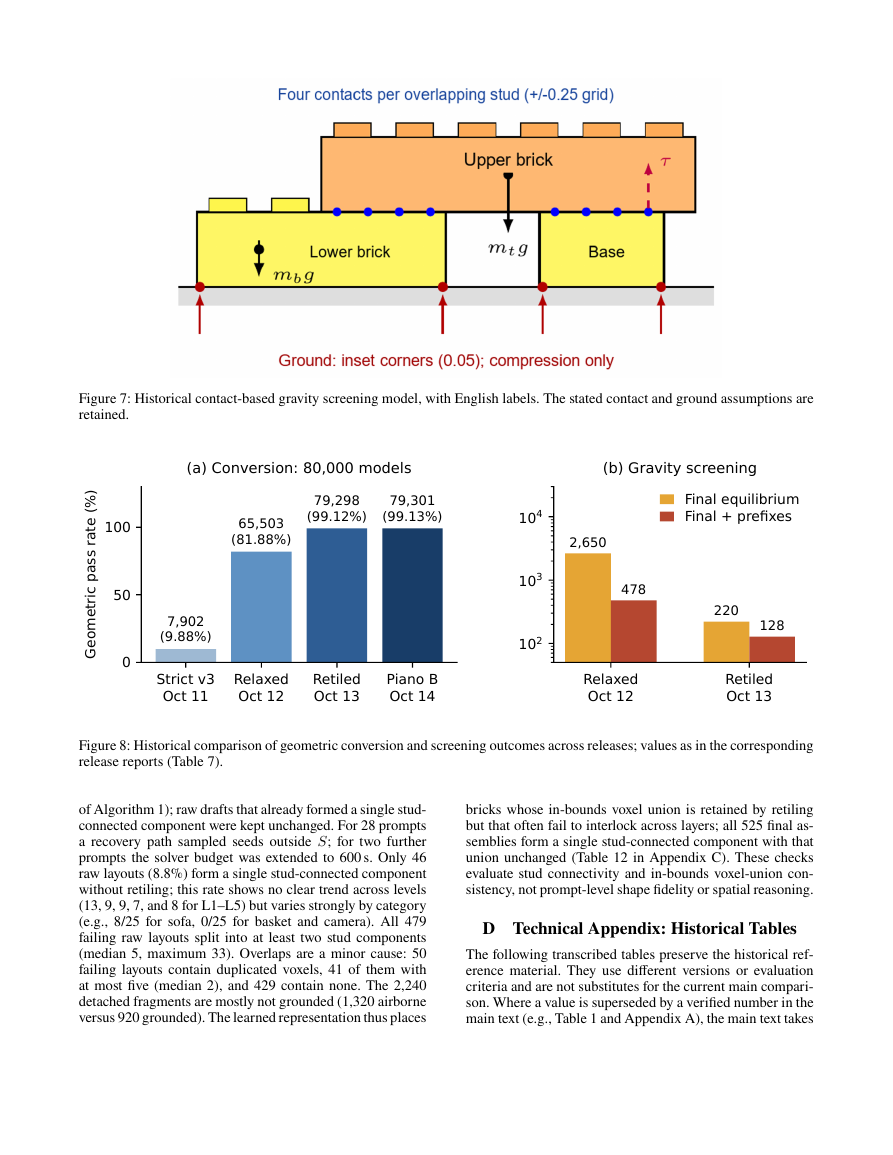 Four contacts per overlapping stud (+/-0.25 grid)
Upper brick
τ
Lower brick
m_t g
Base
m_b g
Ground: inset corners (0.05); compression only
Figure 7: Historical contact-based gravity screening model, with English labels. The stated contact and ground assumptions are
retained.
(a) Conversion: 80,000 models
Geometric pass rate (%)
100
50
0
7,902
(9.88%)
65,503
(81.88%)
79,298
(99.12%)
79,301
(99.13%)
Strict v3
Oct 11
Relaxed
Oct 12
Retiled
Oct 13
Piano B
Oct 14
(b) Gravity screening
Final equilibrium
Final + prefixes
10⁴
10³
10²
2,650
478
220
128
Relaxed
Oct 12
Retiled
Oct 13
Figure 8: Historical comparison of geometric conversion and screening outcomes across releases; values as in the corresponding
release reports (Table 7).
of Algorithm 1); raw drafts that already formed a single stud-
connected component were kept unchanged. For 28 prompts
a recovery path sampled seeds outside S; for two further
prompts the solver budget was extended to 600 s. Only 46
raw layouts (8.8%) form a single stud-connected component
without retiling; this rate shows no clear trend across levels
(13, 9, 9, 7, and 8 for L1–L5) but varies strongly by category
(e.g., 8/25 for sofa, 0/25 for basket and camera). All 479
failing raw layouts split into at least two stud components
(median 5, maximum 33). Overlaps are a minor cause: 50
failing layouts contain duplicated voxels, 41 of them with
at most five (median 2), and 429 contain none. The 2,240
detached fragments are mostly not grounded (1,320 airborne
versus 920 grounded). The learned representation thus places
bricks whose in-bounds voxel union is retained by retiling
but that often fail to interlock across layers; all 525 final as-
semblies form a single stud-connected component with that
union unchanged (Table 12 in Appendix C). These checks
evaluate stud connectivity and in-bounds voxel-union con-
sistency, not prompt-level shape fidelity or spatial reasoning.
D Technical Appendix: Historical Tables
The following transcribed tables preserve the historical ref-
erence material. They use different versions or evaluation
criteria and are not substitutes for the current main compari-
son. Where a value is superseded by a verified number in the
main text (e.g., Table 1 and Appendix A), the main text takes